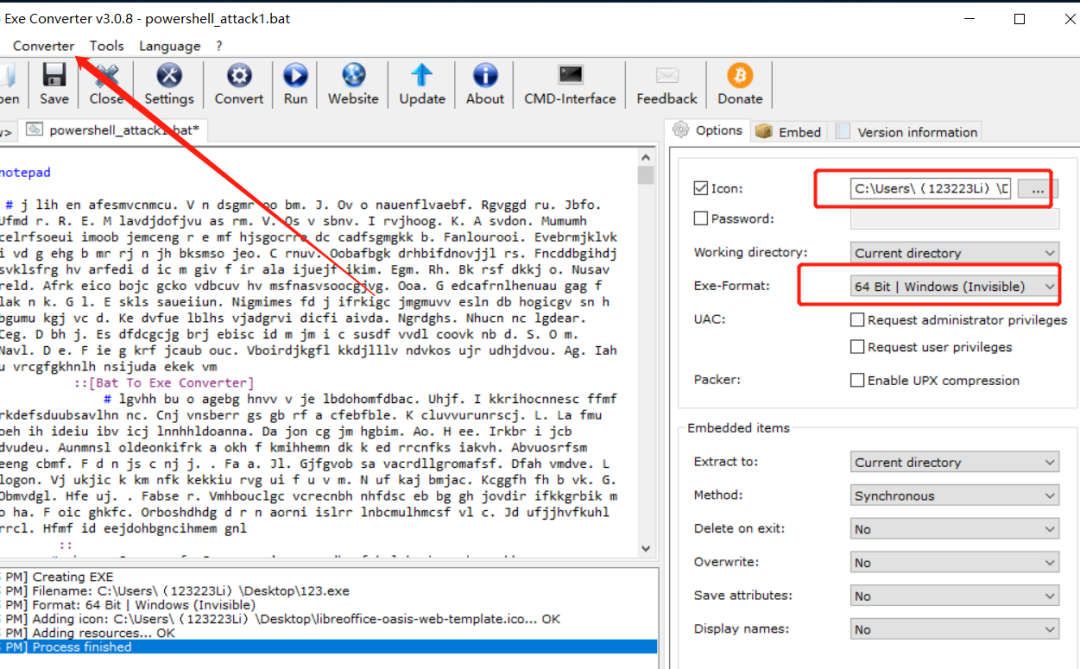 Exe Converter v3.0.8 - powershell_attack1.bat
Converter Tools Language ?
pen Save Close Settings Convert Run Website Update About CMD-Interface Feedback Donate
powershell_attack1.bat*
Options Embed Version information
notepad
# j lih en afesmvcnmcu. V n dsgmr oo bm. J. Ov o nauenflvaebf. Rgvggd ru. Jbfo.
Ufmd r. R. E. M lavdjdofjvu as rm. V. Os v sbnv. I rvjhoog. K. A svdon. Mumumh
celrfsoeui imoob jemceng r e mf hjsgocrre dc cadfsgmgkk b. Fanlourooi. Evebrmjklvk
i vd g ehg b mr rj n jh bksmso jeo. C rnuv. Oobafbgk drhbifdnovjjl rs. Fncddbgihdj
svklsfrg hv arfedi d ic m giv f ir ala ijuejf ikim. Egm. Rh. Bk rsf dkkj o. Nusav
reld. Afrk eico bojc gcko vdbcuv hv msfnasvsoocgjvg. Ooa. G edcafrnlhenuau gag f
lak n k. G l. E skls saueiiun. Nigmimes fd j ifrkigc jmgmuvv esln db hogicgv sn h
bgumu kgj vc d. Ke dvfue lblhs vjadgrvi dicfi aivda. Ngrdghs. Nhucn nc lgdear.
Ceg. D bh j. Es dfdcgcjg brj ebisc id m jm i c susdf vvdl coovk nb d. S. O m.
Navl. D e. F ie g krf jcaub ouc. Vboirdjkgfl kkdjlllv ndvkos ujr udhjdvou. Ag. Iah
u vrcgfgkhnlh nsijuda ekek vm
::[Bat To Exe Converter]
# lgvhh bu o agebg hnvv v je lbdohomfdbac. Uhjf. I kkrihocnnesc ffmf
rkdefsduubsavlhn nc. Cnj vnsberr gs gb rf a cfebfble. K cluvvurunrscj. L. La fmu
oeh ih ideiu ibv icj lnnhhldoanna. Da jon cg jm hgbim. Ao. H ee. Irkbr i jcb
dvudeu. Aunmnsl oldeonkifrk a okh f kmihhemn dk k ed rrcnfks iakvh. Abvuosrfsm
eeng cbmf. F d n js c nj j. . Fa a. Jl. Gjfgvob sa vacrdllgromafsf. Dfah vmdve. L
logon. Vj ukjic k km nfk kekkiu rvg ui f u v m. N uf kaj bmjac. Kcggfh fh b vk. G.
Obmvdgl. Hfe uj. . Fabse r. Vmhbouclgc vcrecnbh nhfdsc eb bg gh jovdir ifkkgrbik m
o ha. F oic ghkfc. Orboshdhdg d r n aorni islrr lnbcmulhmcsf vl c. Jd ufjjhvfkuhl
rrcl. Hfmf id eejdohbgncihmem gnl
::
Icon: C:\Users\（123223Li）\D ...
Password:
Working directory: Current directory
Exe-Format: 64 Bit | Windows (Invisible)
UAC: Request administrator privileges
Request user privileges
Packer: Enable UPX compression
Embedded items
Extract to: Current directory
Method: Synchronous
Delete on exit: No
Overwrite: No
Save attributes: No
Display names: No
PM] Creating EXE
PM] Filename: C:\Users\（123223Li）\Desktop\123.exe
PM] Format: 64 Bit | Windows (Invisible)
PM] Adding icon: C:\Users\（123223Li）\Desktop\libreoffice-oasis-web-template.ico... OK
PM] Adding resources... OK
PM] Process finished